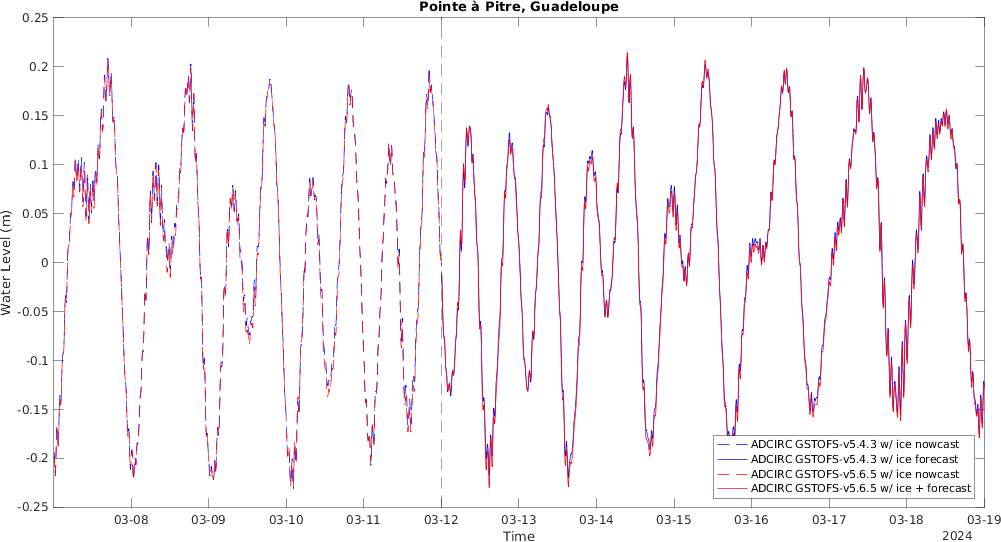 Pointe à Pitre, Guadeloupe
Water Level (m)
0.25
0.2
0.15
0.1
0.05
0
-0.05
-0.1
-0.15
-0.2
-0.25
ADCIRC GSTOFS-v5.4.3 w/ ice nowcast
ADCIRC GSTOFS-v5.4.3 w/ ice forecast
ADCIRC GSTOFS-v5.6.5 w/ ice nowcast
ADCIRC GSTOFS-v5.6.5 w/ ice + forecast
03-08 03-09 03-10 03-11 03-12 03-13 03-14 03-15 03-16 03-17 03-18 03-19
2024
Time